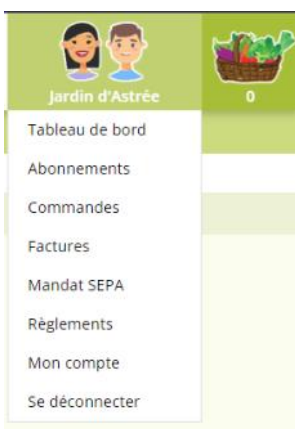 Jardin d'Astrée
0
Tableau de bord
Abonnements
Commandes
Factures
Mandat SEPA
Règlements
Mon compte
Se déconnecter